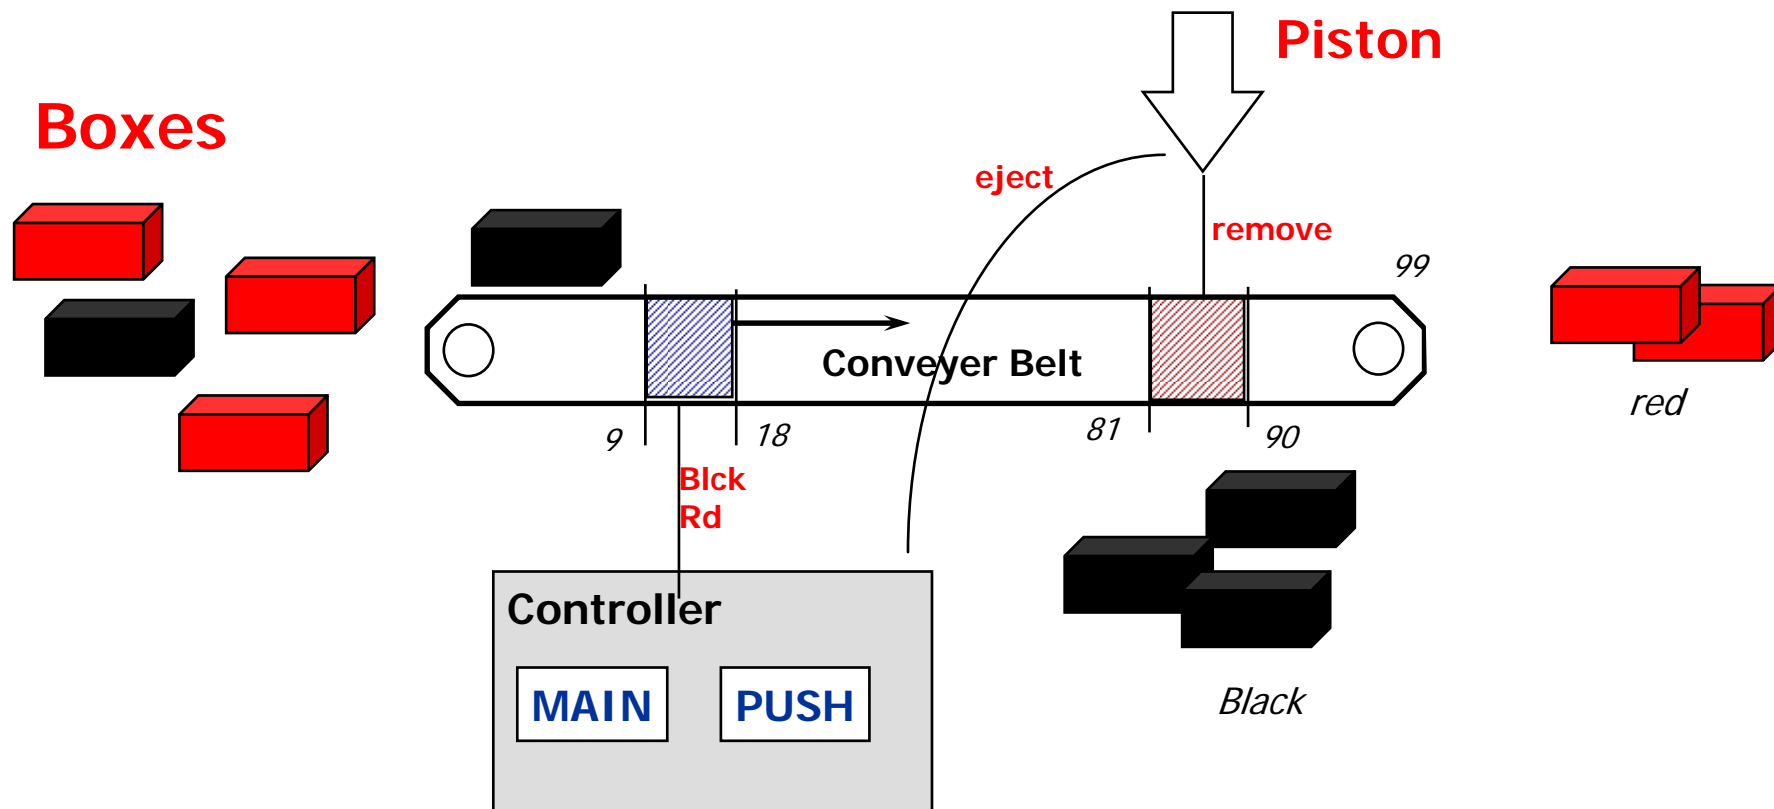 Piston
Boxes
eject
remove
99
Conveyer Belt
red
9
18
81
90
Blck
Rd
Controller
MAIN
PUSH
Black